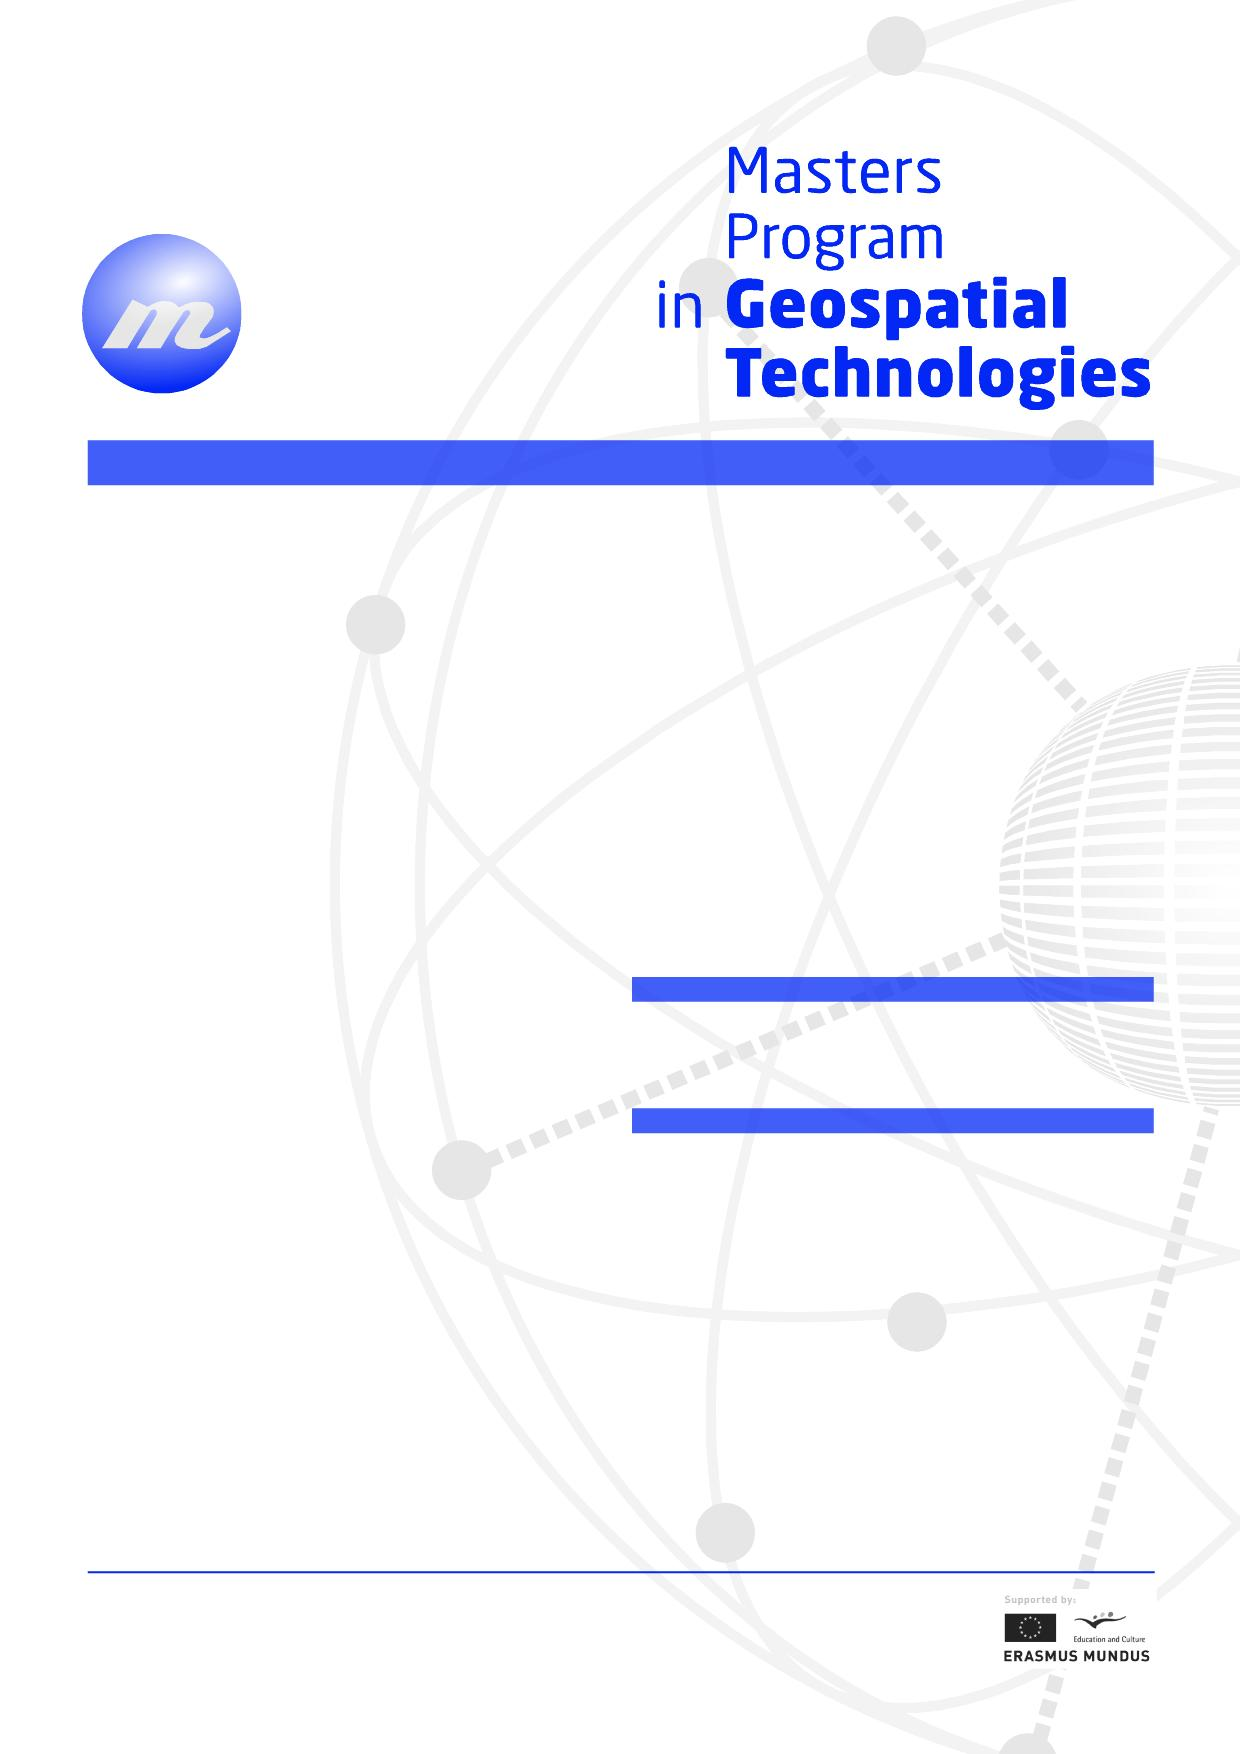 Masters
Program
in Geospatial
Technologies
m
Supported by:
Education and Culture
ERASMUS MUNDUS